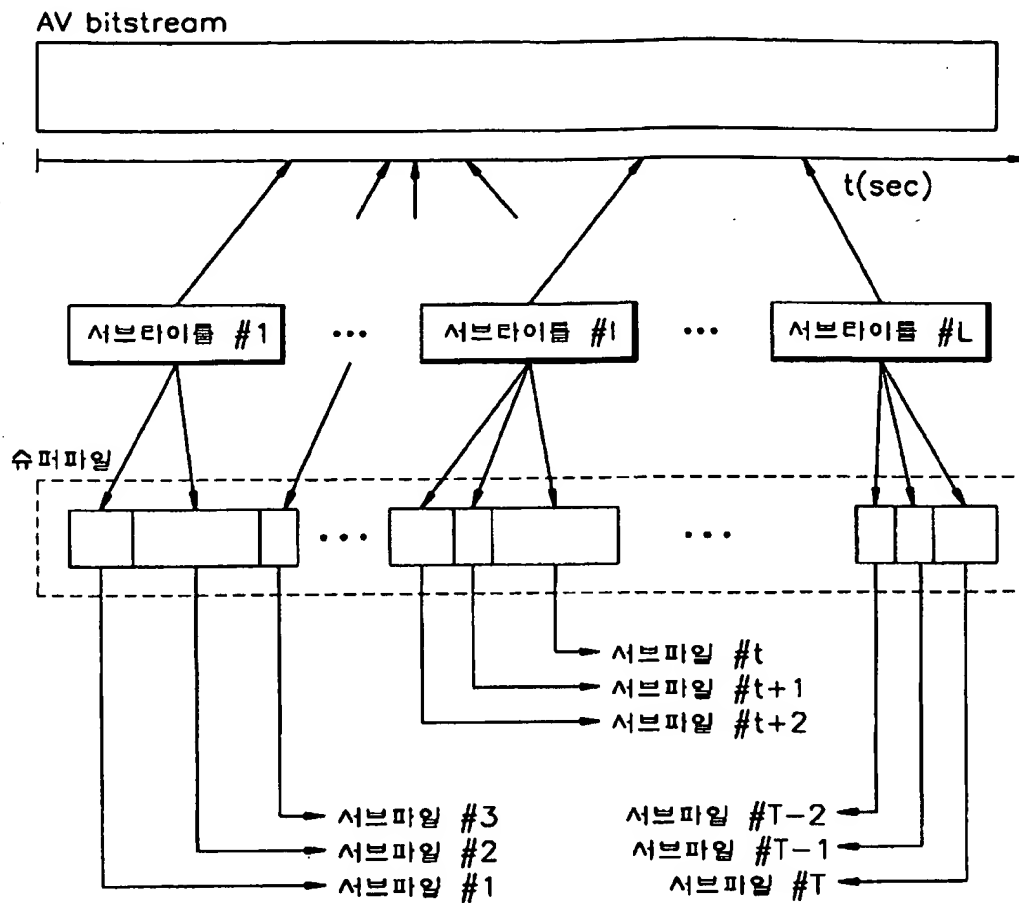 AV bitstream
t(sec)
서브타이틀 #1
...
서브타이틀 #l
...
서브타이틀 #L
슈퍼파일
...
...
서브파일 #t
서브파일 #t+1
서브파일 #t+2
서브파일 #3
서브파일 #2
서브파일 #1
서브파일 #T-2
서브파일 #T-1
서브파일 #T